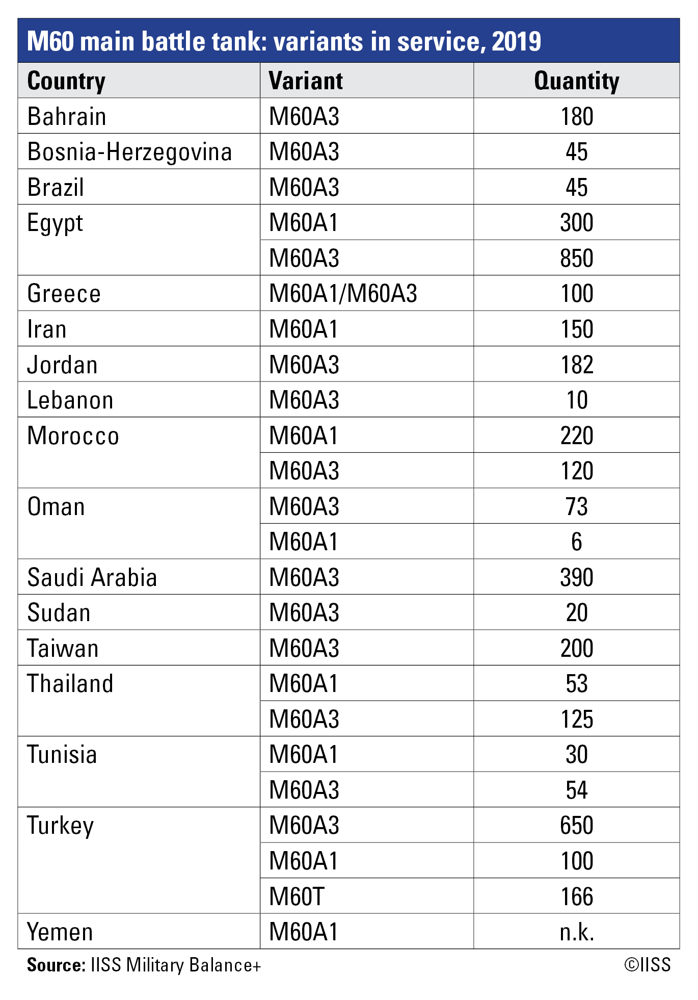 M60 main battle tank: variants in service, 2019
Country Variant Quantity
Bahrain M60A3 180
Bosnia-Herzegovina M60A3 45
Brazil M60A3 45
Egypt M60A1 300
M60A3 850
Greece M60A1/M60A3 100
Iran M60A1 150
Jordan M60A3 182
Lebanon M60A3 10
Morocco M60A1 220
M60A3 120
Oman M60A3 73
M60A1 6
Saudi Arabia M60A3 390
Sudan M60A3 20
Taiwan M60A3 200
Thailand M60A1 53
M60A3 125
Tunisia M60A1 30
M60A3 54
Turkey M60A3 650
M60A1 100
M60T 166
Yemen M60A1 n.k.
Source: IISS Military Balance+ ©IISS